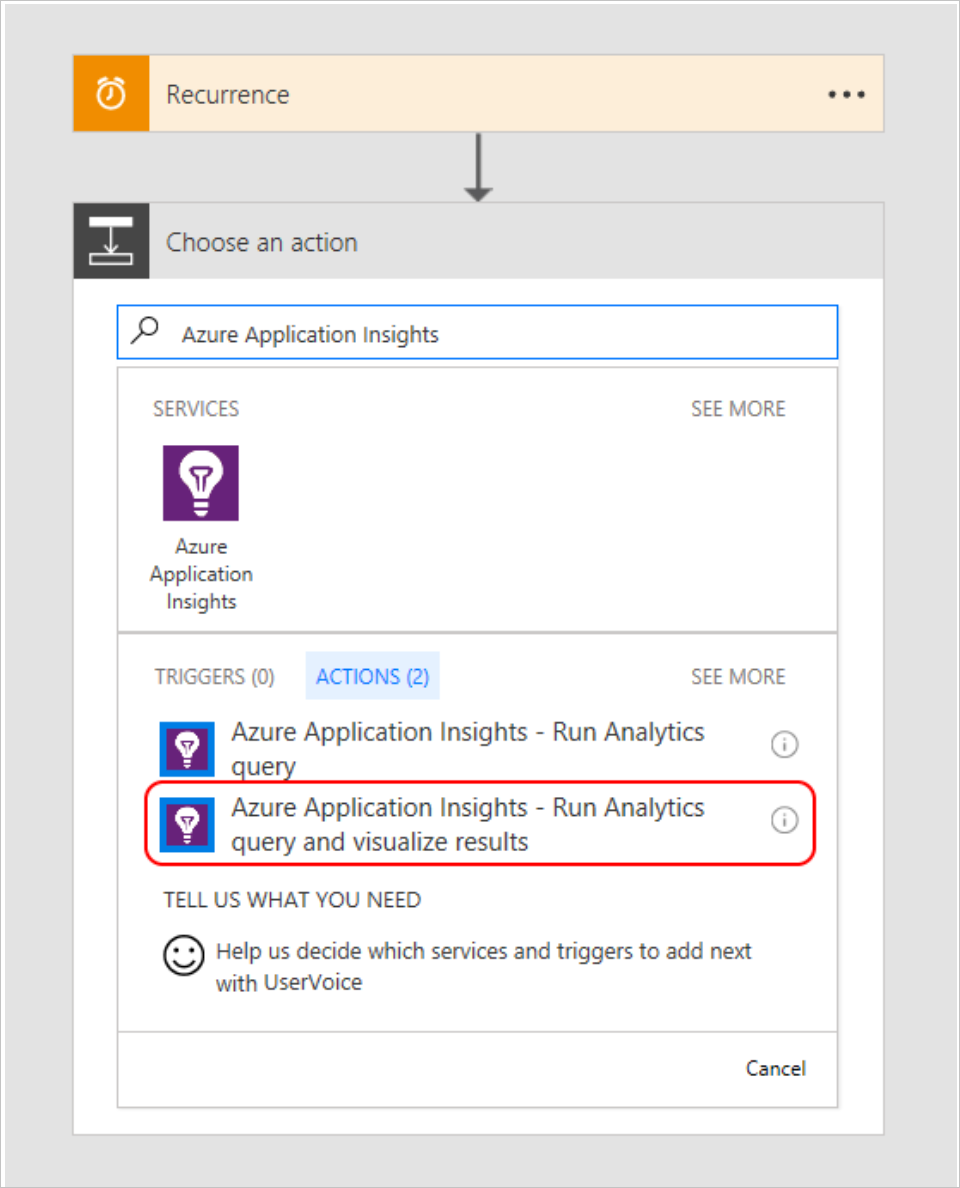 Recurrence
Choose an action
Azure Application Insights
SERVICES
SEE MORE
Azure
Application
Insights
TRIGGERS (0)
ACTIONS (2)
SEE MORE
Azure Application Insights - Run Analytics
query
Azure Application Insights - Run Analytics
query and visualize results
TELL US WHAT YOU NEED
Help us decide which services and triggers to add next
with UserVoice
Cancel